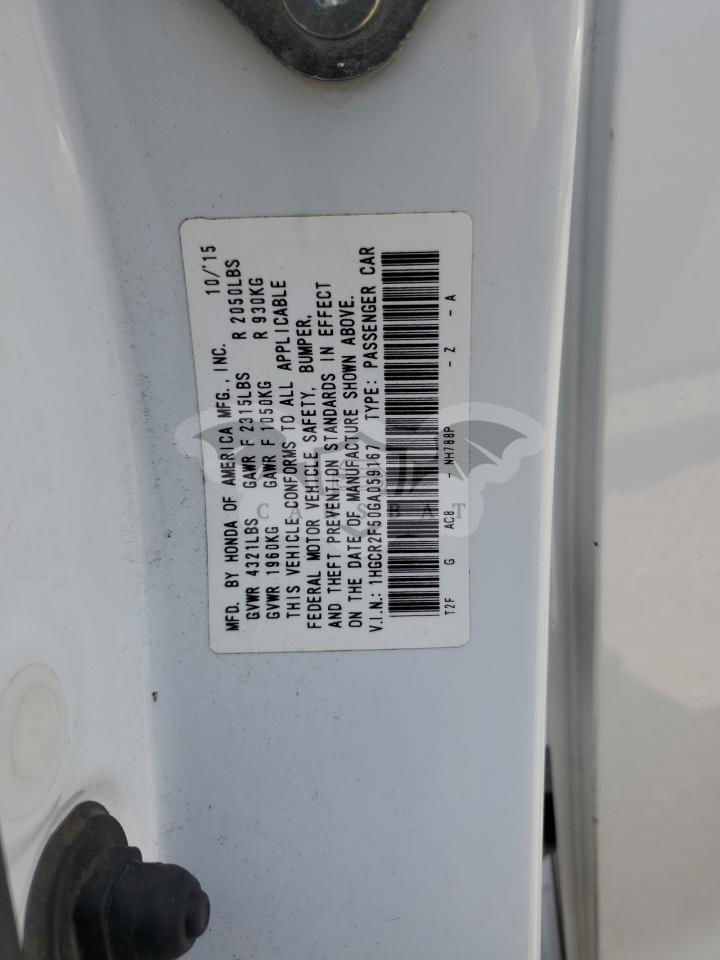 MFD. BY HONDA OF AMERICA MFG., INC. 10/'15
GVWR 4321LBS GAWR F 2315LBS R 2050LBS
GVWR 1960KG GAWR F 1050KG R 930KG
THIS VEHICLE CONFORMS TO ALL APPLICABLE
FEDERAL MOTOR VEHICLE SAFETY, BUMPER,
AND THEFT PREVENTION STANDARDS IN EFFECT
ON THE DATE OF MANUFACTURE SHOWN ABOVE.
V.I.N.: 1HGCR2F50GA059167 TYPE: PASSENGER CAR
T2F G AC8 - NH788P - Z - A
CARSBAT